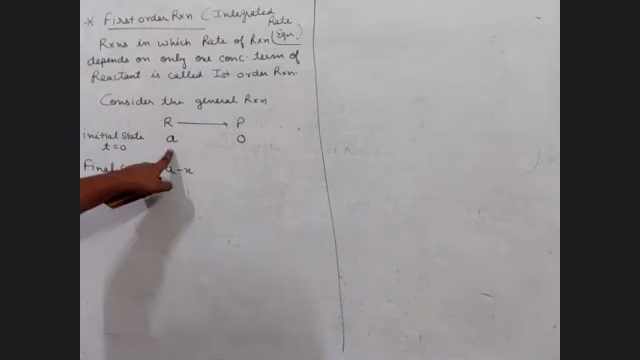 * First order Rxn (Integrated Rate Eqn.)
Rxns in which Rate of Rxn
depends on only one conc. term of
Reactant is called Ist order Rxn.
Consider the general Rxn
R → P
Initial State a 0
t=0
Final a-x